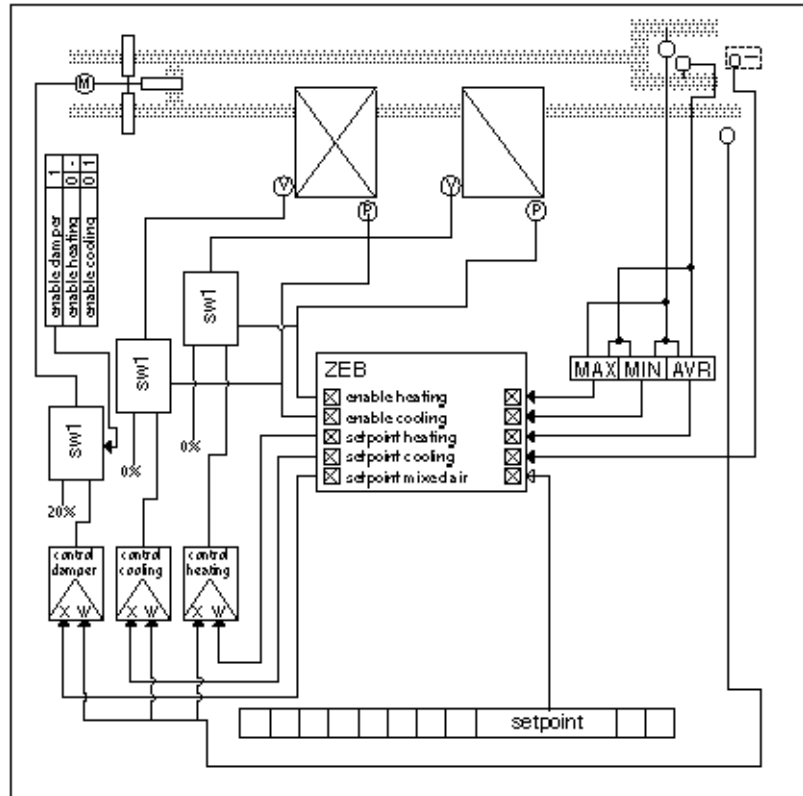 M
V
V
P
P
enable damper 1
enable heating 0 -
enable cooling 0 1
sw1
sw1
sw1
20%
0%
0%
ZEB
enable heating
enable cooling
setpoint heating
setpoint cooling
setpoint mixed air
MAX MIN AVR
control damper
X W
control cooling
X W
control heating
X W
setpoint